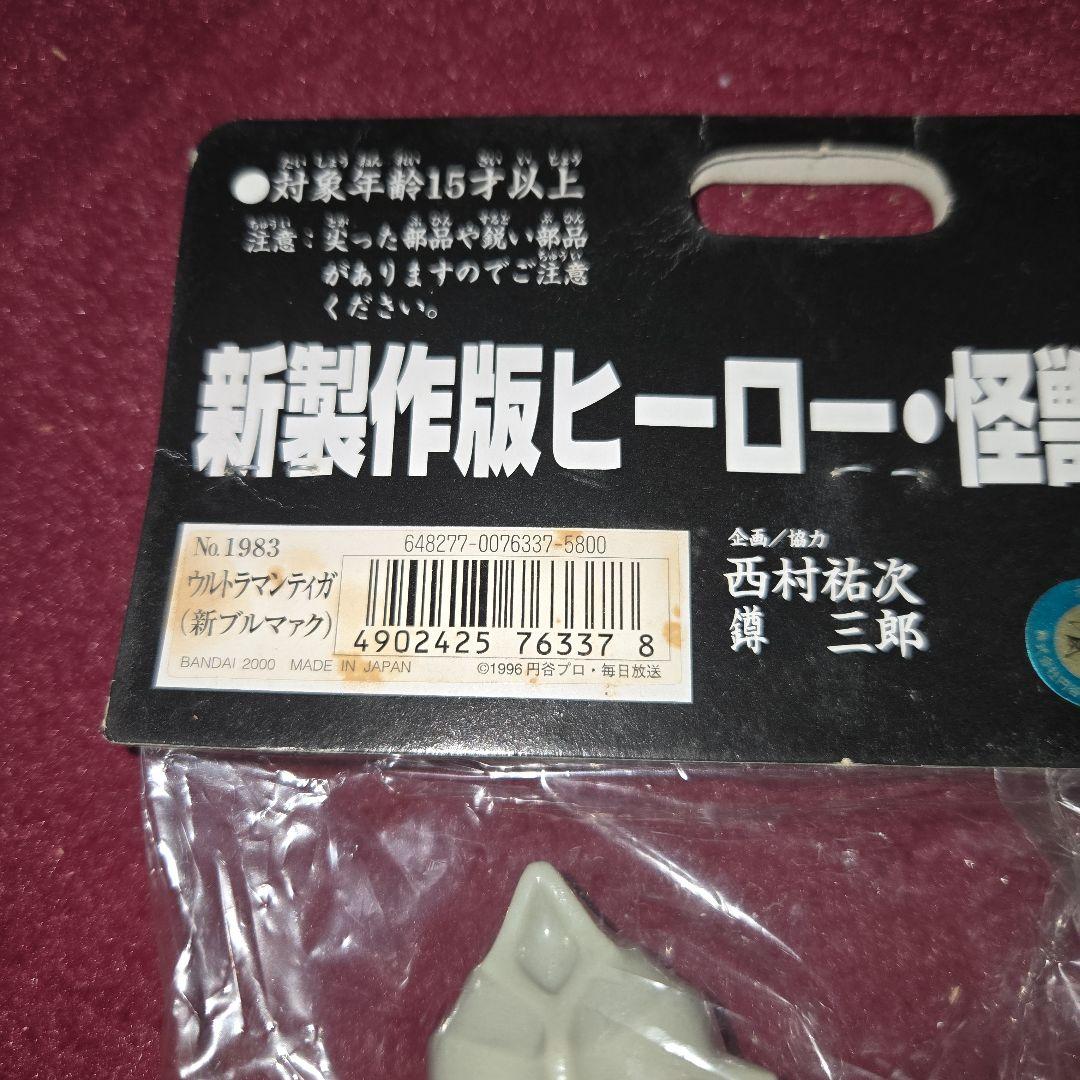 ●対象年齢15才以上
注意：尖った部品や鋭い部品
がありますのでご注意
ください。
新製作版ヒーロー・怪獣
No.1983
ウルトラマンティガ
(新ブルマァク)
648277-0076337-5800
4902425 76337 8
BANDAI 2000 MADE IN JAPAN
©1996 円谷プロ・毎日放送
企画／協力
西村祐次
鐏 三郎